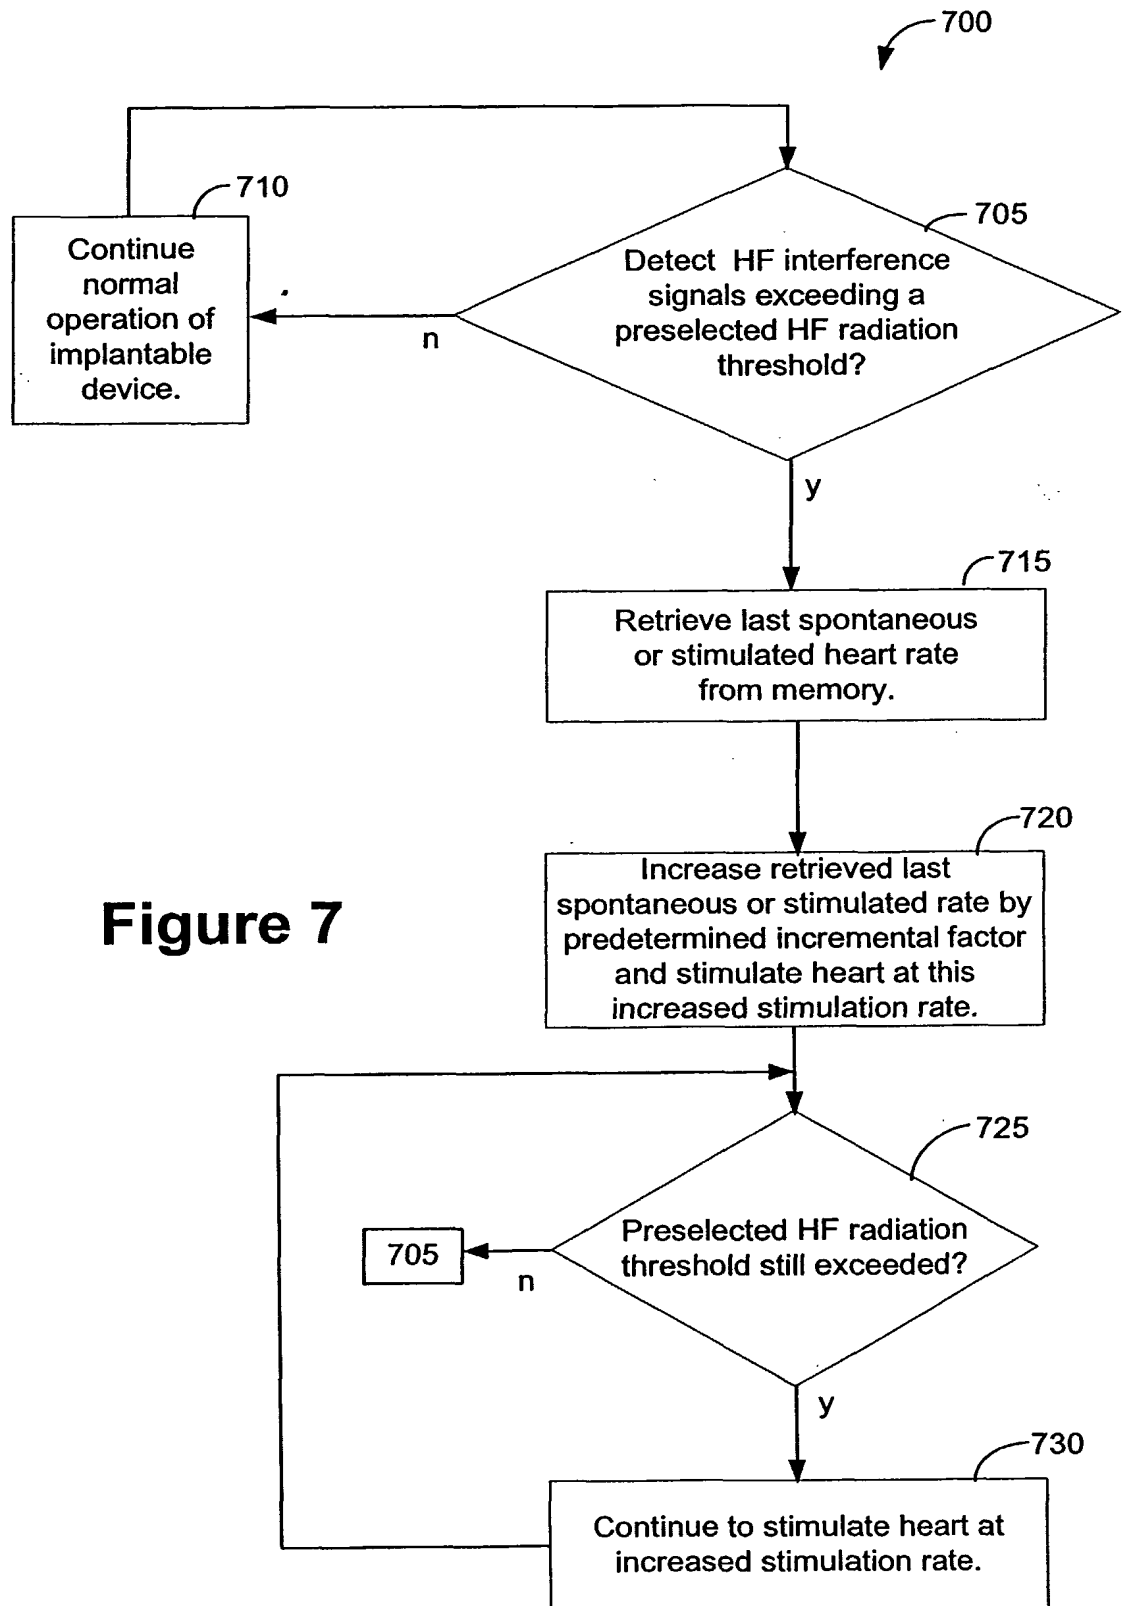 700
710
Continue
normal
operation of
implantable
device.
n
705
Detect HF interference
signals exceeding a
preselected HF radiation
threshold?
y
715
Retrieve last spontaneous
or stimulated heart rate
from memory.
720
Increase retrieved last
spontaneous or stimulated rate by
predetermined incremental factor
and stimulate heart at this
increased stimulation rate.
Figure 7
725
Preselected HF radiation
threshold still exceeded?
705
n
y
730
Continue to stimulate heart at
increased stimulation rate.